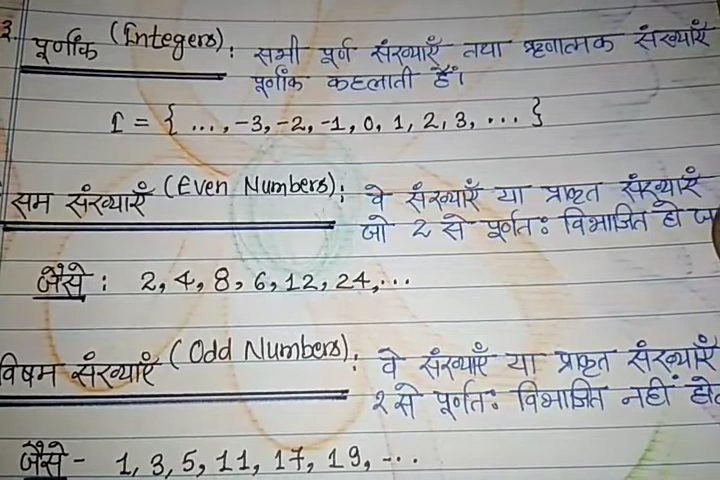 3. पूर्णांक (Integers): सभी पूर्ण संख्याएँ तथा ऋणात्मक संख्याएँ
पूर्णांक कहलाती हैं।
I = { ..., -3, -2, -1, 0, 1, 2, 3, ... }
सम संख्याएँ (Even Numbers): वे संख्याएँ या प्राकृत संख्याएँ
जो 2 से पूर्णतः विभाजित हो
जैसे : 2, 4, 8, 6, 12, 24, ...
विषम संख्याएँ (Odd Numbers): वे संख्याएँ या प्राकृत संख्याएँ
2 से पूर्णतः विभाजित नहीं
जैसे - 1, 3, 5, 11, 17, 19, ...